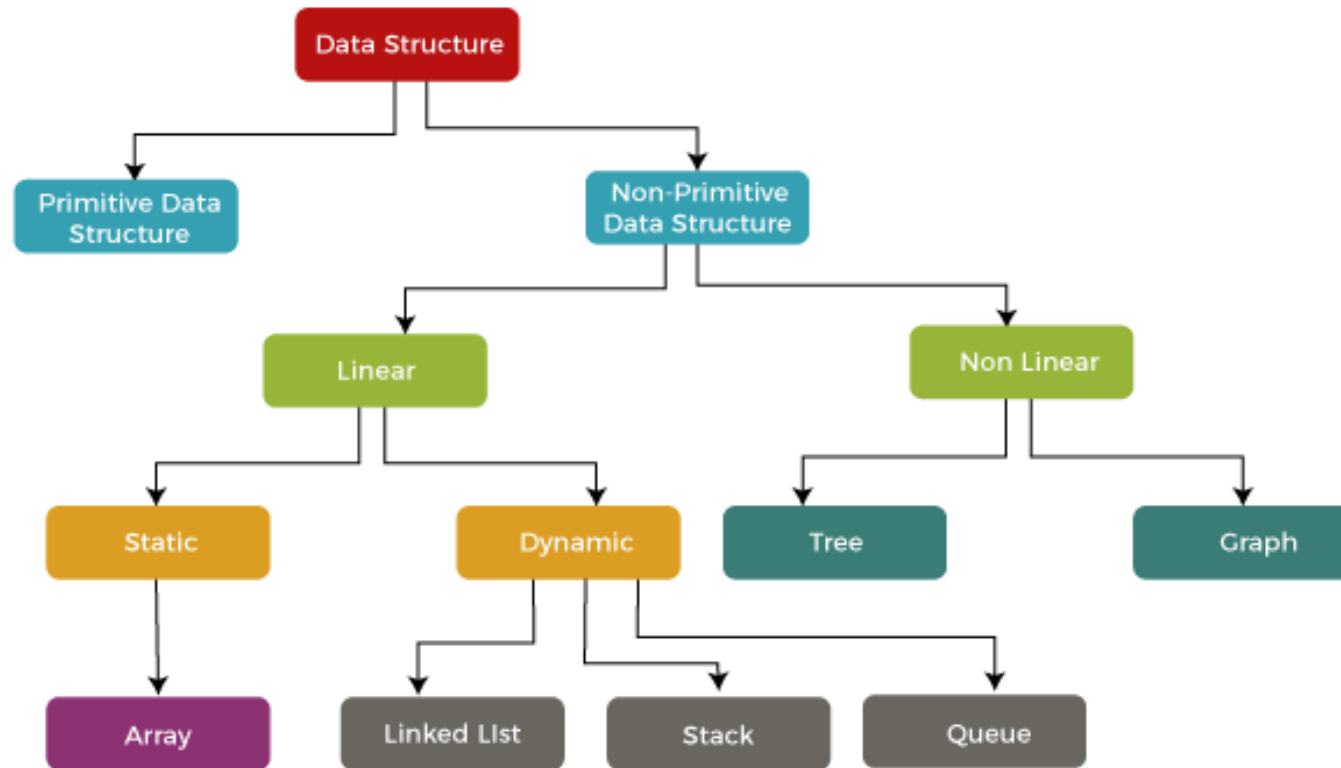 Data Structure
Primitive Data
Structure
Non-Primitive
Data Structure
Linear
Non Linear
Static
Dynamic
Tree
Graph
Array
Linked LIst
Stack
Queue